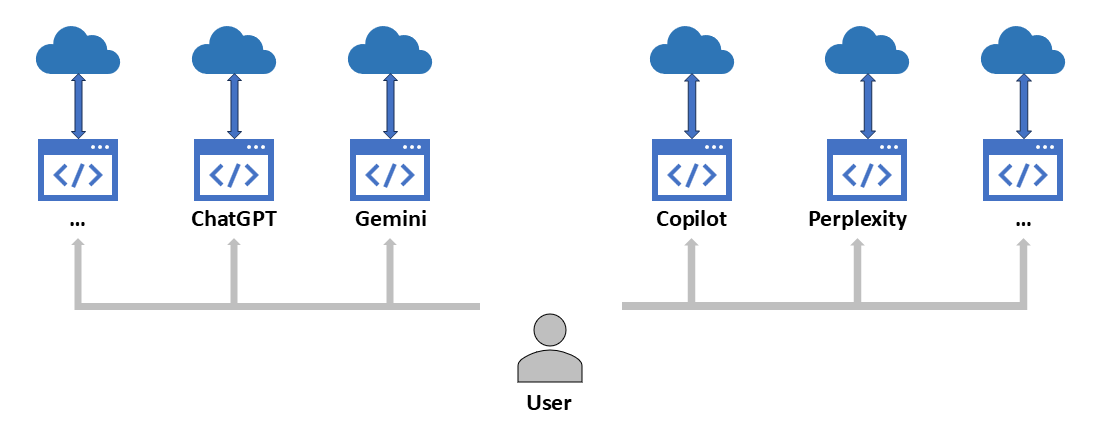 ... ChatGPT Gemini Copilot Perplexity ...
User